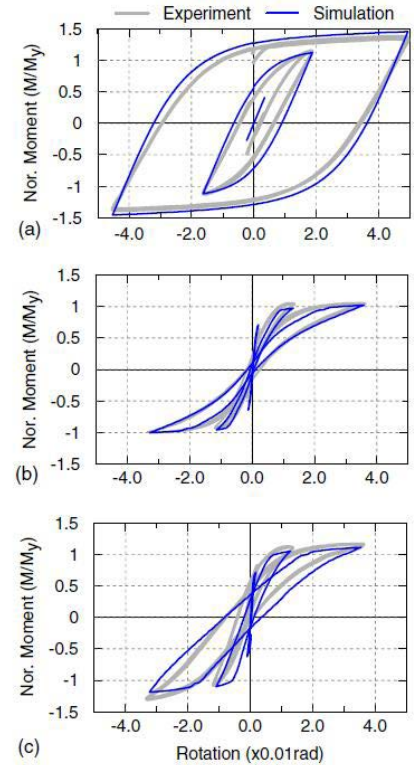 Experiment Simulation
1.5
1
0.5
0
-0.5
-1
-1.5
Nor. Moment (M/My)
-4.0 -2.0 0.0 2.0 4.0
(a)
1.5
1
0.5
0
-0.5
-1
-1.5
Nor. Moment (M/My)
-4.0 -2.0 0.0 2.0 4.0
(b)
1.5
1
0.5
0
-0.5
-1
-1.5
Nor. Moment (M/My)
-4.0 -2.0 0.0 2.0 4.0
(c)
Rotation (x0.01rad)